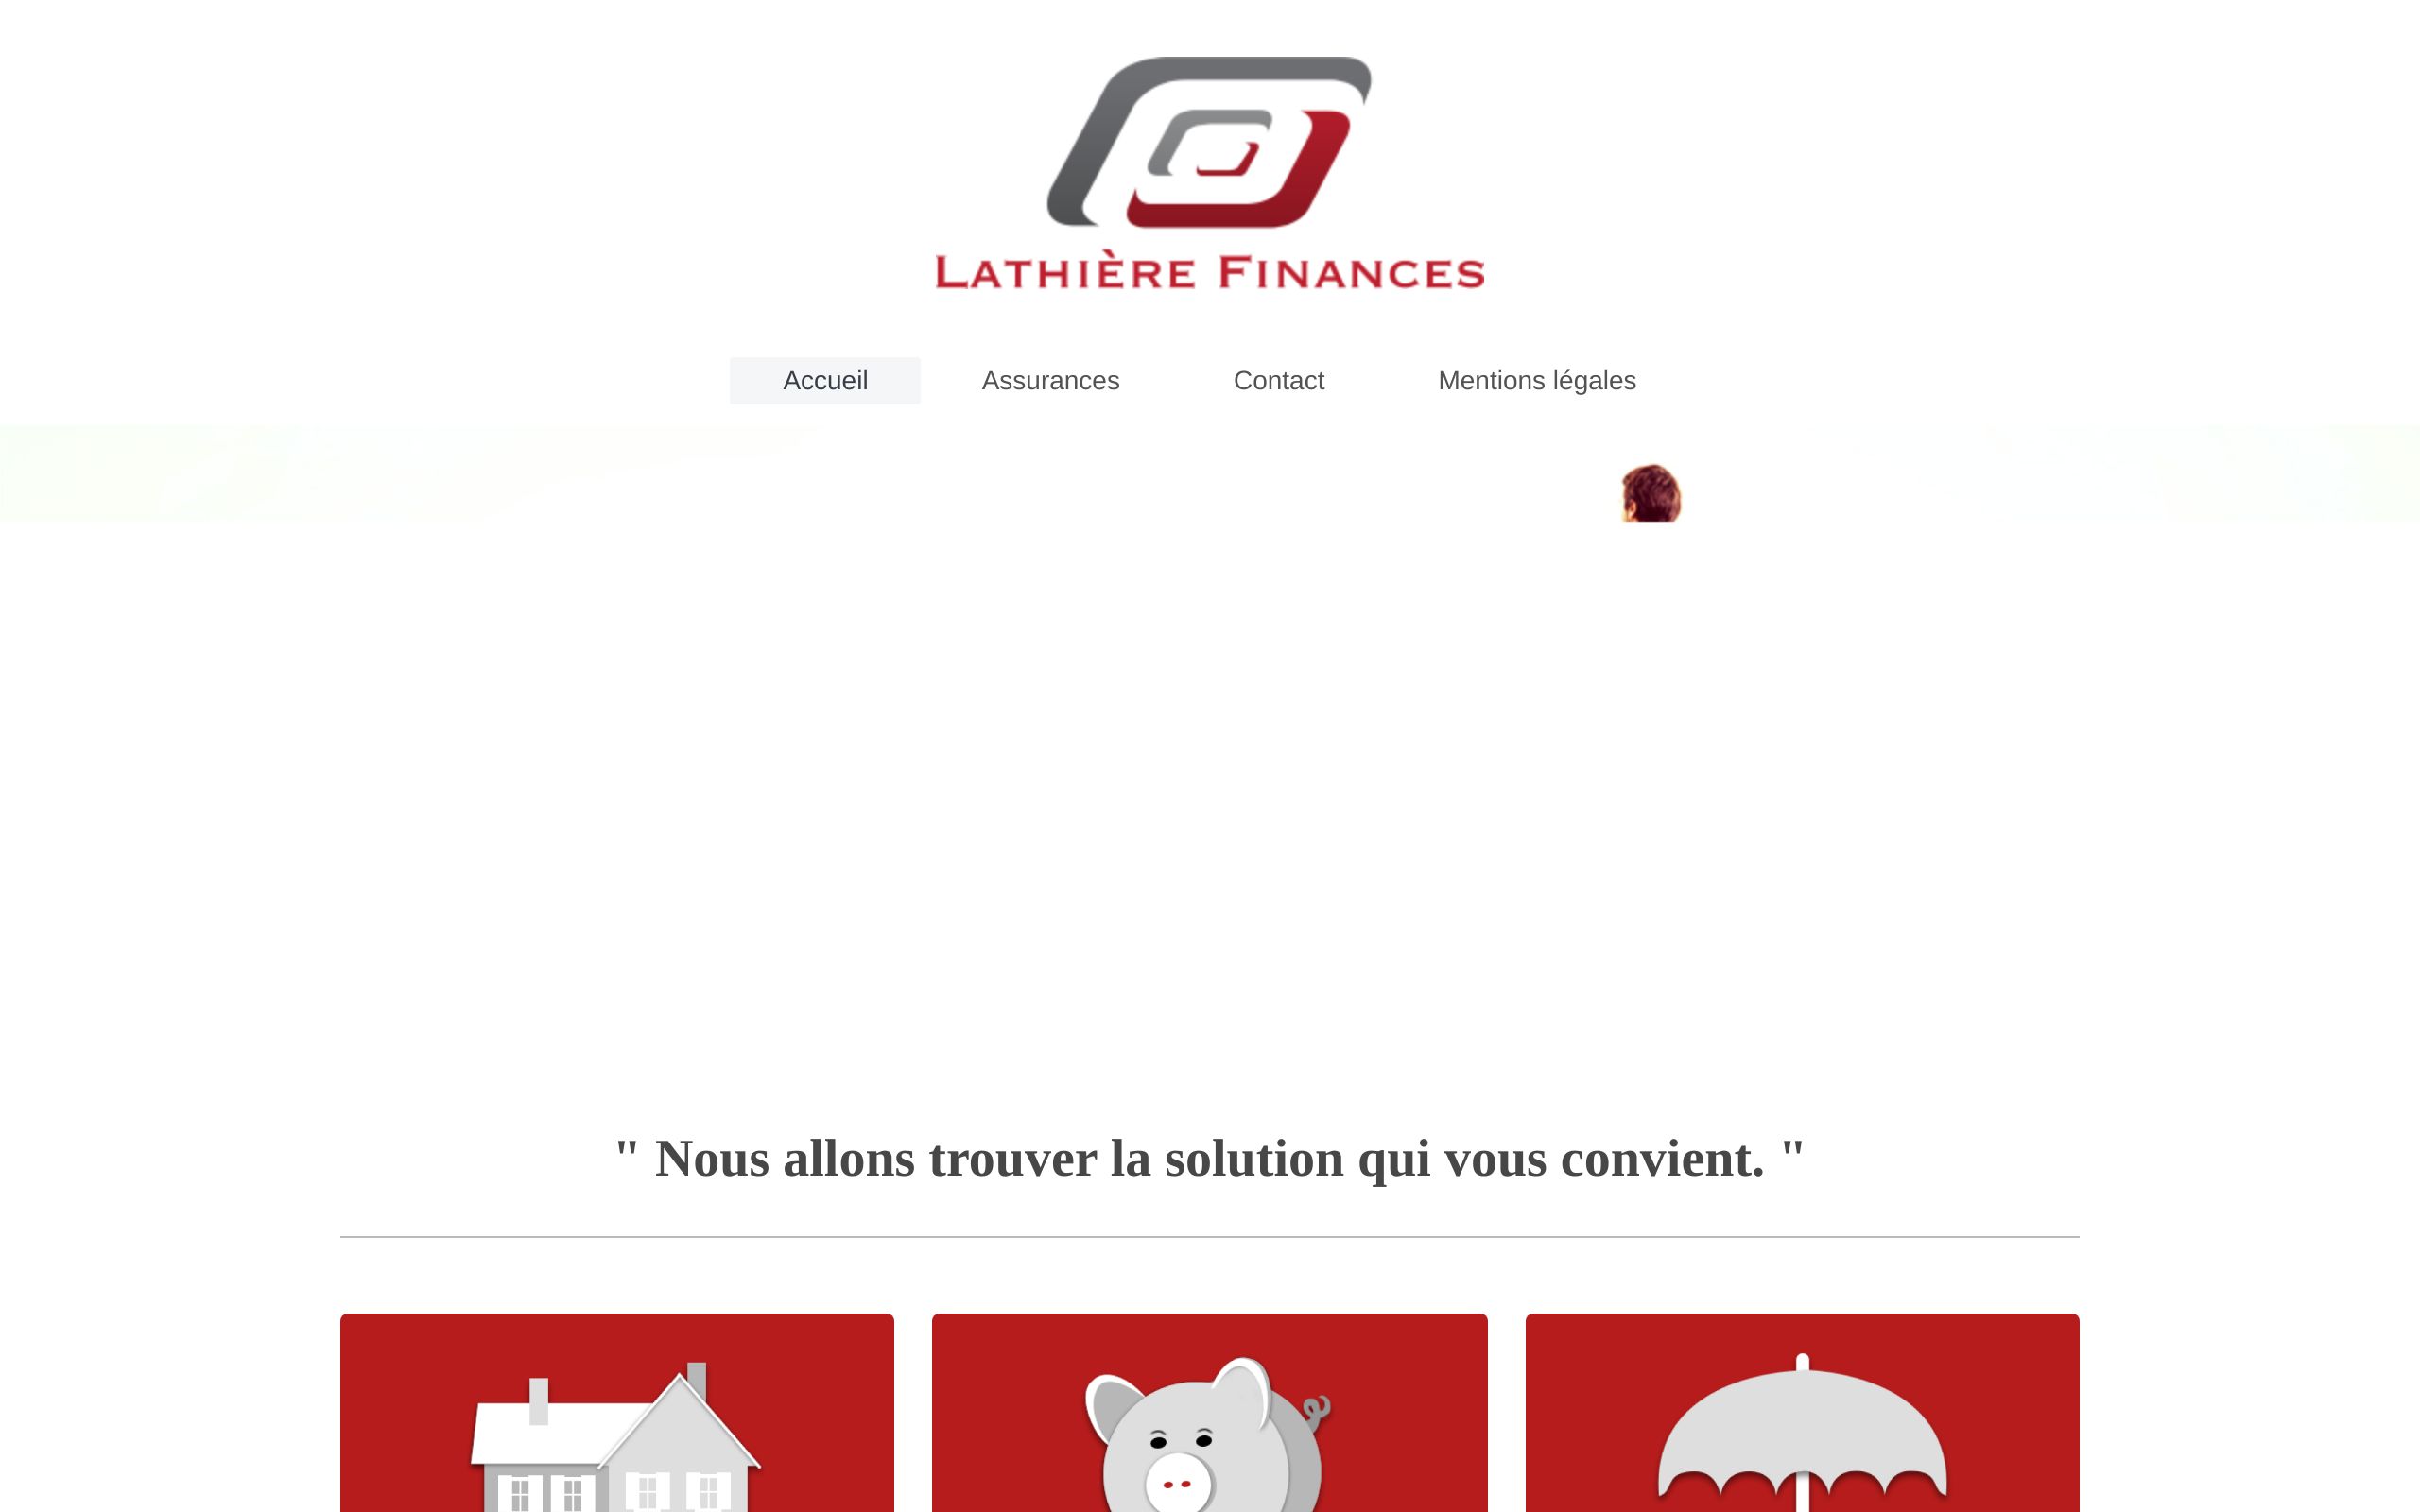 Lathière Finances
Accueil
Assurances
Contact
Mentions légales
" Nous allons trouver la solution qui vous convient. "